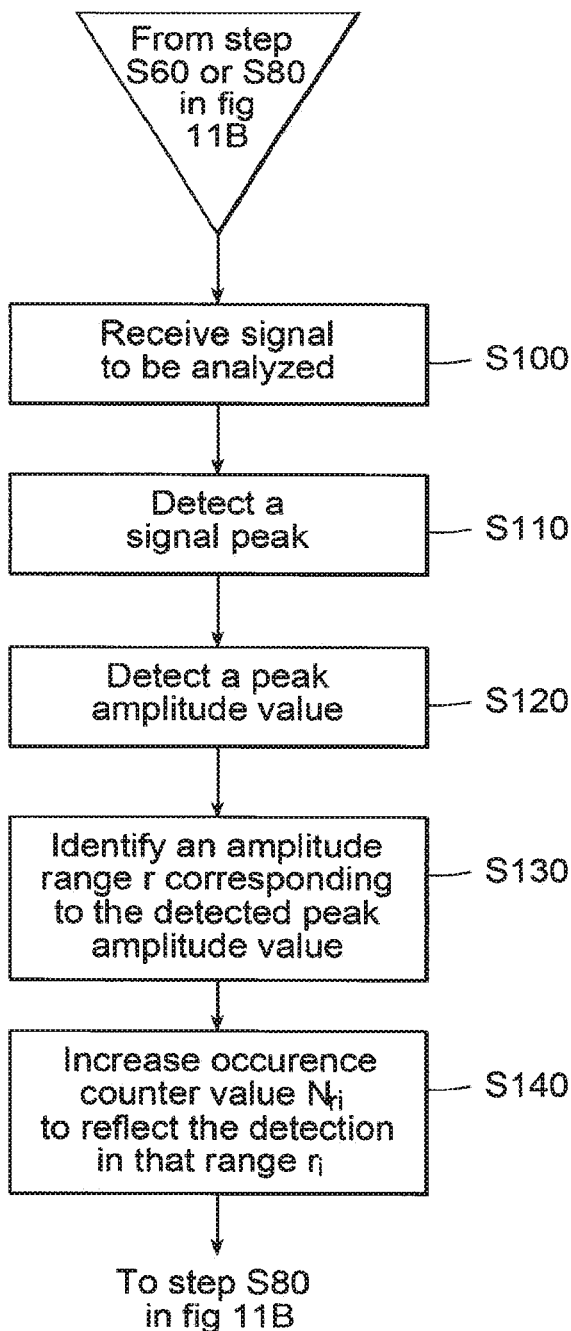 From step
S60 or S80
in fig
11B
Receive signal
to be analyzed
S100
Detect a
signal peak
S110
Detect a peak
amplitude value
S120
Identify an amplitude
range r corresponding
to the detected peak
amplitude value
S130
Increase occurence
counter value Nri
to reflect the detection
in that range ri
S140
To step S80
in fig 11B